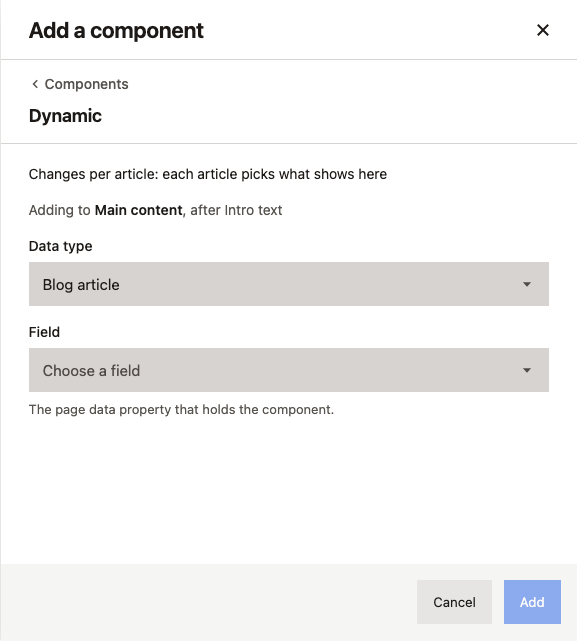 Add a component
Components
Dynamic
Changes per article: each article picks what shows here
Adding to Main content, after Intro text
Data type
Blog article
Field
Choose a field
The page data property that holds the component.
Cancel
Add